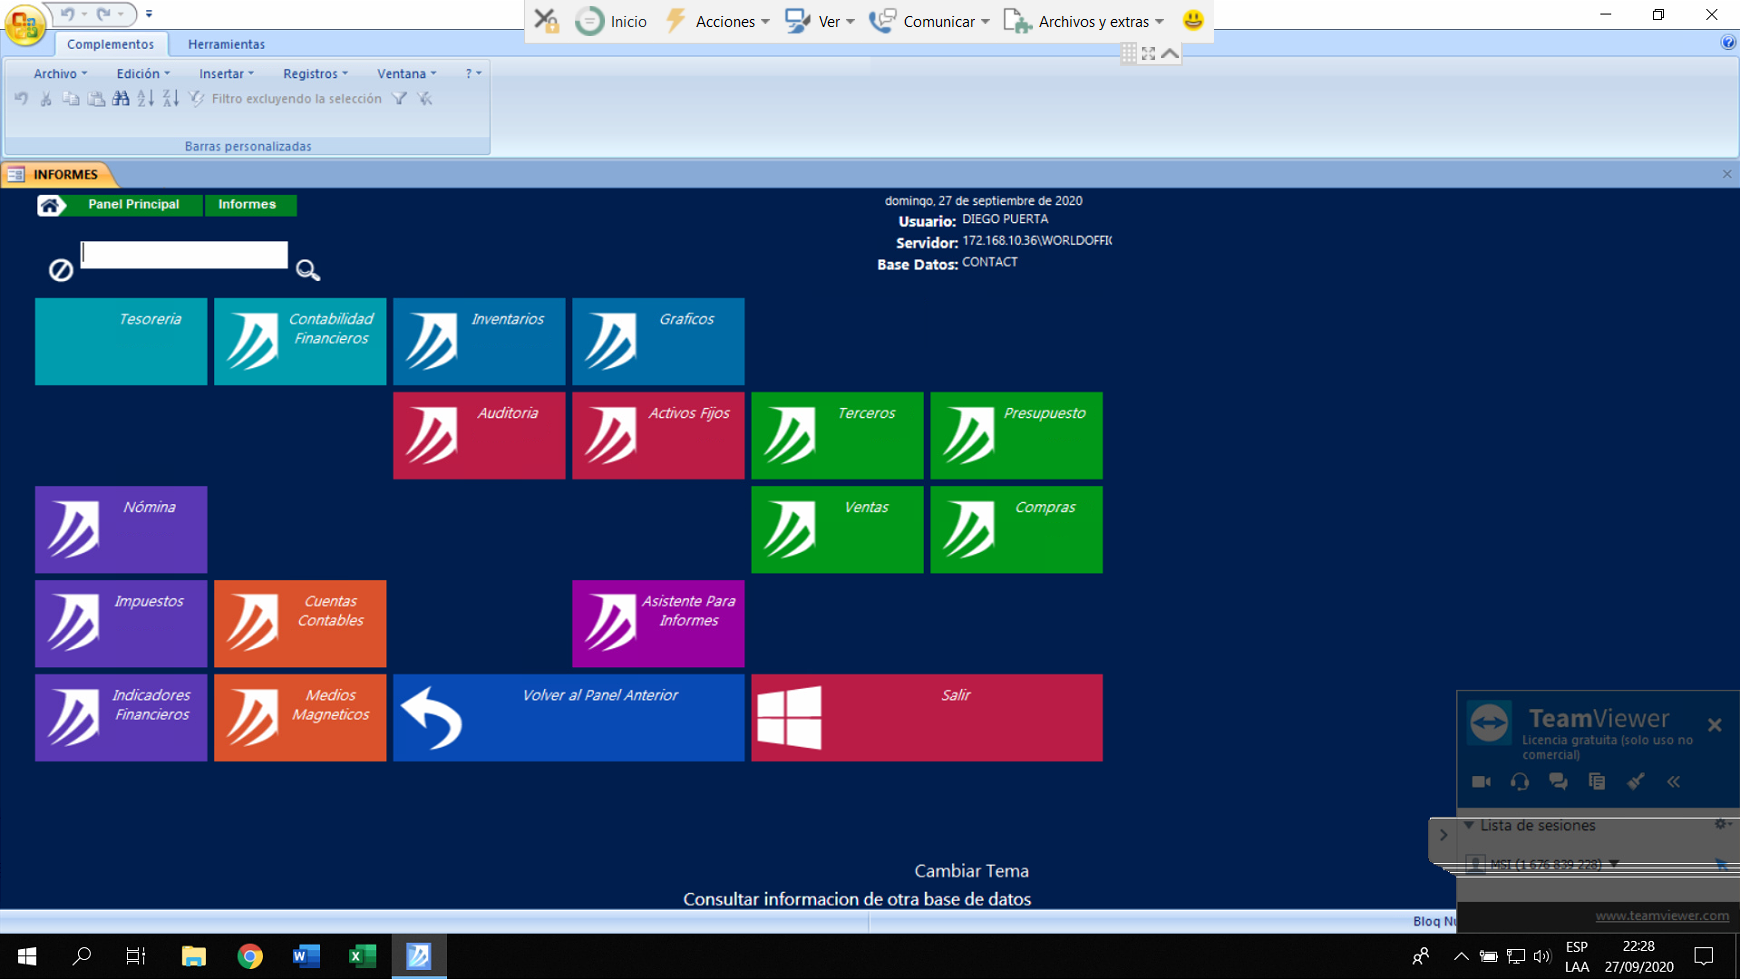 Inicio
Acciones
Ver
Comunicar
Archivos y extras
Complementos
Herramientas
Archivo
Edición
Insertar
Registros
Ventana
?
Filtro excluyendo la selección
Barras personalizadas
INFORMES
Panel Principal
Informes
domingo, 27 de septiembre de 2020
Usuario: DIEGO PUERTA
Servidor: 172.168.10.36\WORLDOFFIC
Base Datos: CONTACT
Tesoreria
Contabilidad
Financieros
Inventarios
Graficos
Auditoria
Activos Fijos
Terceros
Presupuesto
Nómina
Ventas
Compras
Impuestos
Cuentas
Contables
Asistente Para
Informes
Indicadores
Financieros
Medios
Magneticos
Volver al Panel Anterior
Salir
TeamViewer
Licencia gratuita (solo uso no
comercial)
Lista de sesiones
MSI (1 676 839 228)
www.teamviewer.com
Cambiar Tema
Consultar informacion de otra base de datos
Bloq Nu
ESP
LAA
22:28
27/09/2020